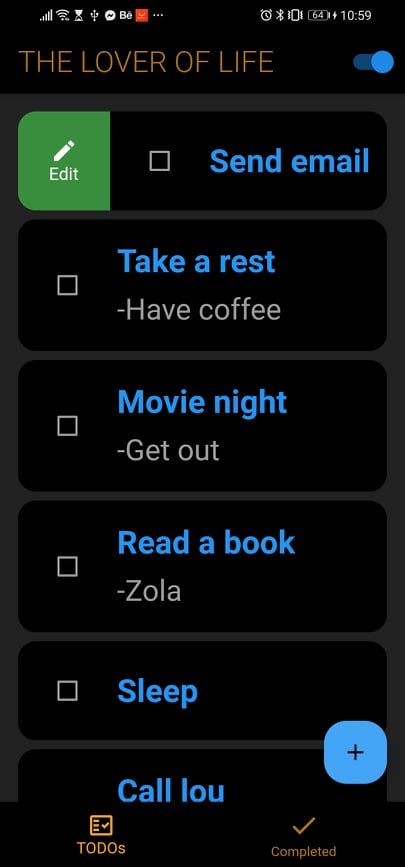 Bē ... 64 10:59
THE LOVER OF LIFE
Edit
Send email
Take a rest
-Have coffee
Movie night
-Get out
Read a book
-Zola
Sleep
Call lou
+
TODOs
Completed